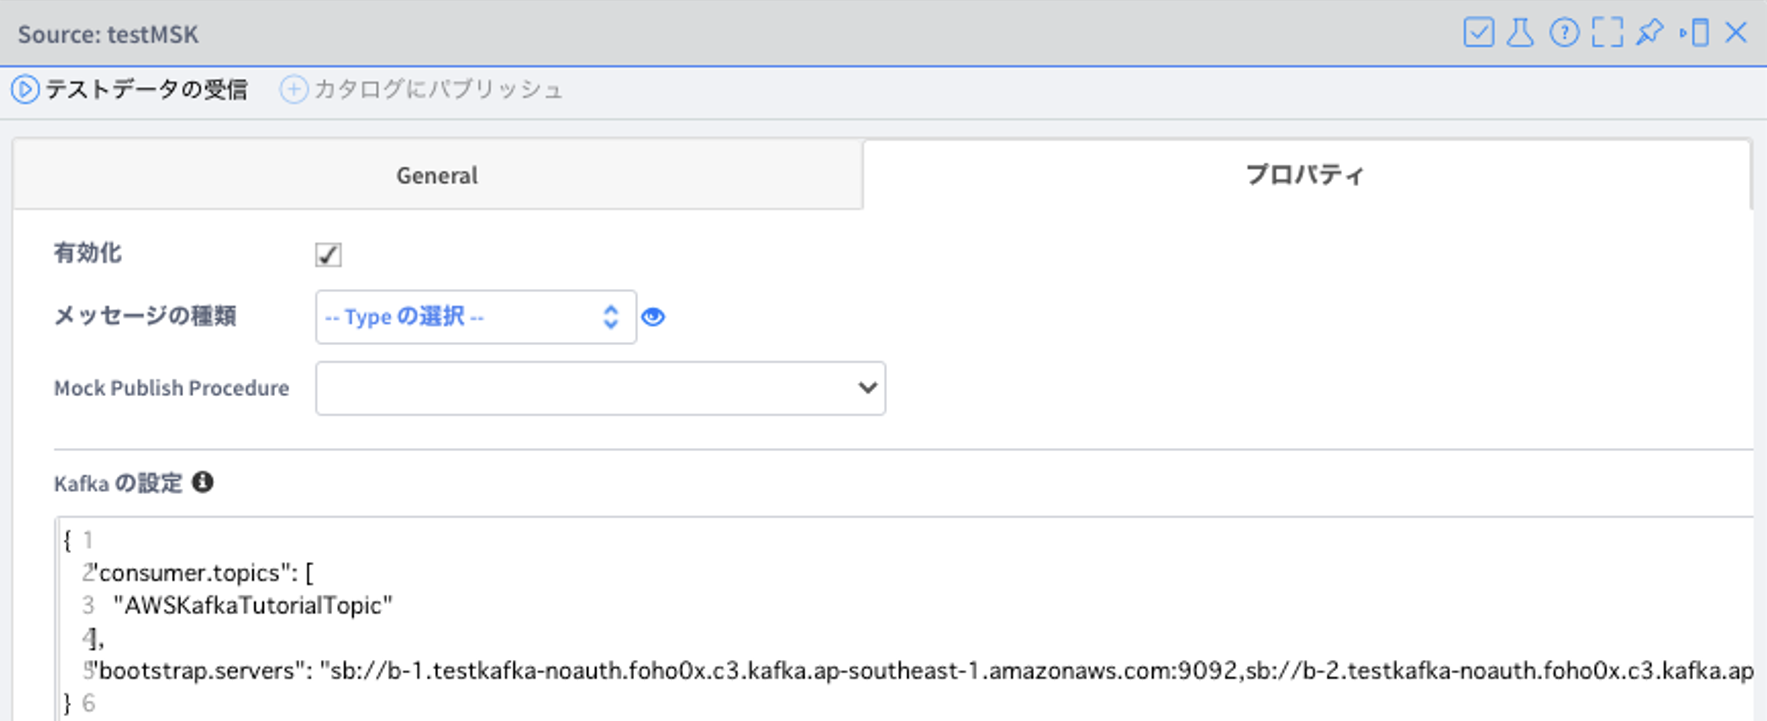 Source: testMSK
テストデータの受信 カタログにパブリッシュ
General プロパティ
有効化
メッセージの種類 -- Type の選択 --
Mock Publish Procedure
Kafka の設定
{ 1
2 "consumer.topics": [
3 "AWSKafkaTutorialTopic"
4 ],
5 "bootstrap.servers": "sb://b-1.testkafka-noauth.foho0x.c3.kafka.ap-southeast-1.amazonaws.com:9092,sb://b-2.testkafka-noauth.foho0x.c3.kafka.ap
} 6